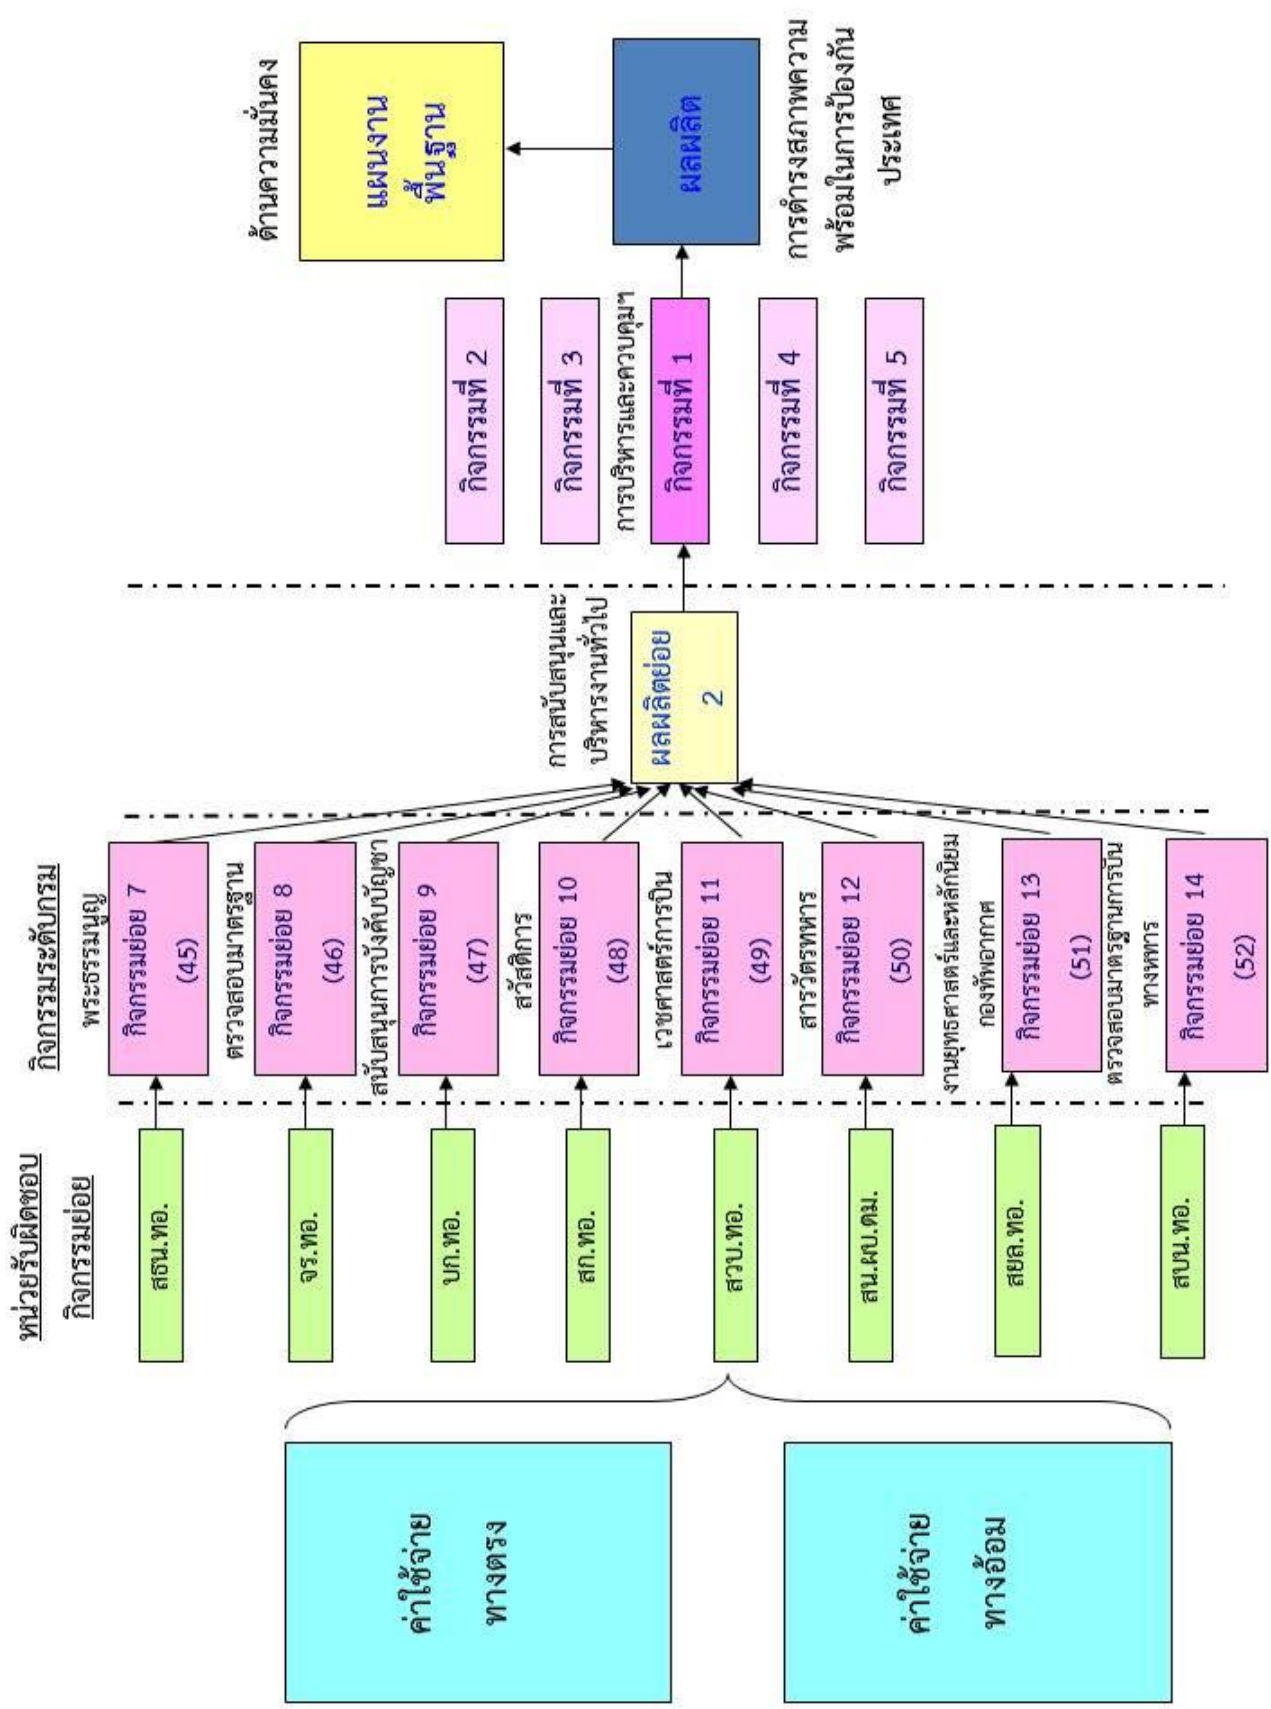 หน่วยรับผิดชอบ
กิจกรรมย่อย
กิจกรรมระดับกรม
ค่าใช้จ่าย
ทางตรง
ค่าใช้จ่าย
ทางอ้อม
สธน.ทอ.
จร.ทอ.
บก.ทอ.
สก.ทอ.
สวบ.ทอ.
สน.ผบ.ดม.
สยล.ทอ.
สบน.ทอ.
พระธรรมนูญ
กิจกรรมย่อย 7
(45)
ตรวจสอบมาตรฐาน
กิจกรรมย่อย 8
(46)
สนับสนุนการบังคับบัญชา
กิจกรรมย่อย 9
(47)
สวัสดิการ
กิจกรรมย่อย 10
(48)
เวชศาสตร์การบิน
กิจกรรมย่อย 11
(49)
สารวัตรทหาร
กิจกรรมย่อย 12
(50)
งานยุทธศาสตร์และหลักนิยม
กองทัพอากาศ
กิจกรรมย่อย 13
(51)
ตรวจสอบมาตรฐานการบิน
ทางทหาร
กิจกรรมย่อย 14
(52)
การสนับสนุนและ
บริหารงานทั่วไป
ผลผลิตย่อย
2
กิจกรรมที่ 2
กิจกรรมที่ 3
การบริหารและควบคุมฯ
กิจกรรมที่ 1
กิจกรรมที่ 4
กิจกรรมที่ 5
ด้านความมั่นคง
แผนงาน
พื้นฐาน
ผลผลิต
การดำรงสภาพความ
พร้อมในการป้องกัน
ประเทศ